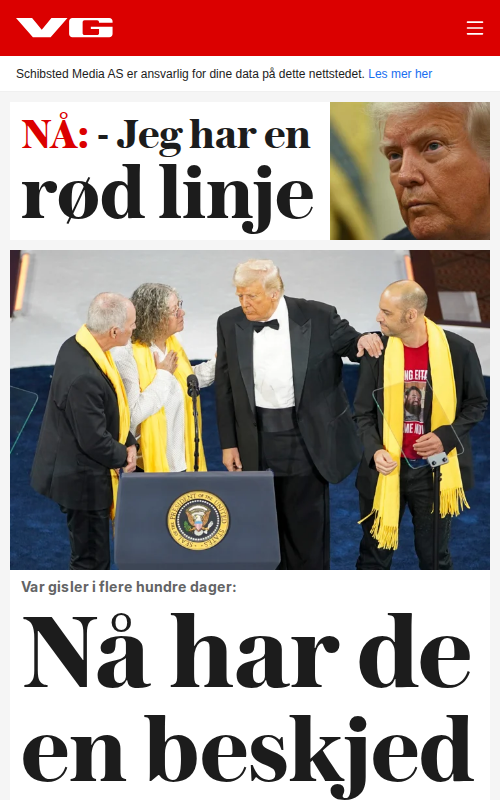 VG
Schibsted Media AS er ansvarlig for dine data på dette nettstedet. Les mer her
NÅ: - Jeg har en
rød linje
Var gisler i flere hundre dager:
Nå har de
en beskjed